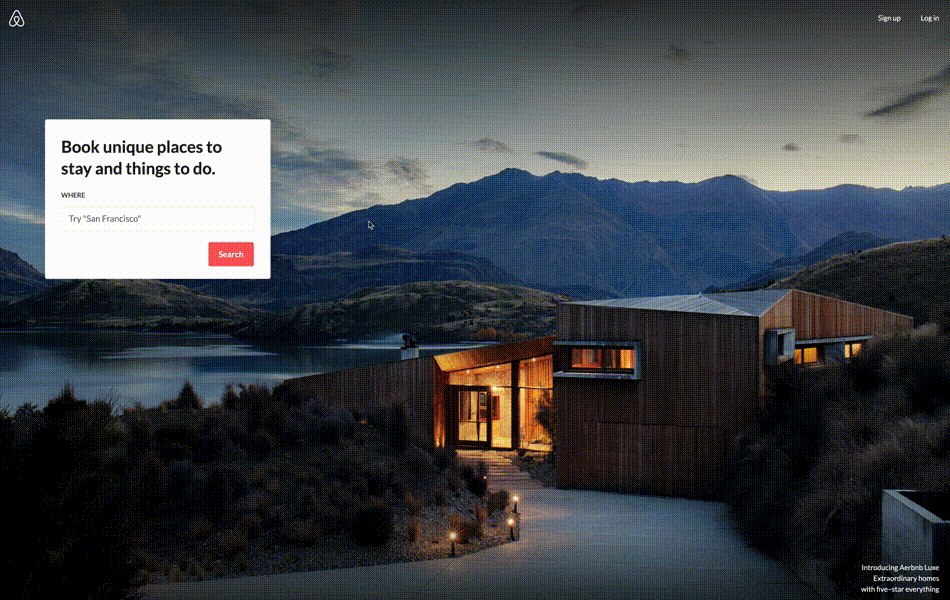 Sign up
Log in
Book unique places to
stay and things to do.
WHERE
Try "San Francisco"
Search
Introducing Aerbnb Luxe
Extraordinary homes
with five-star everything